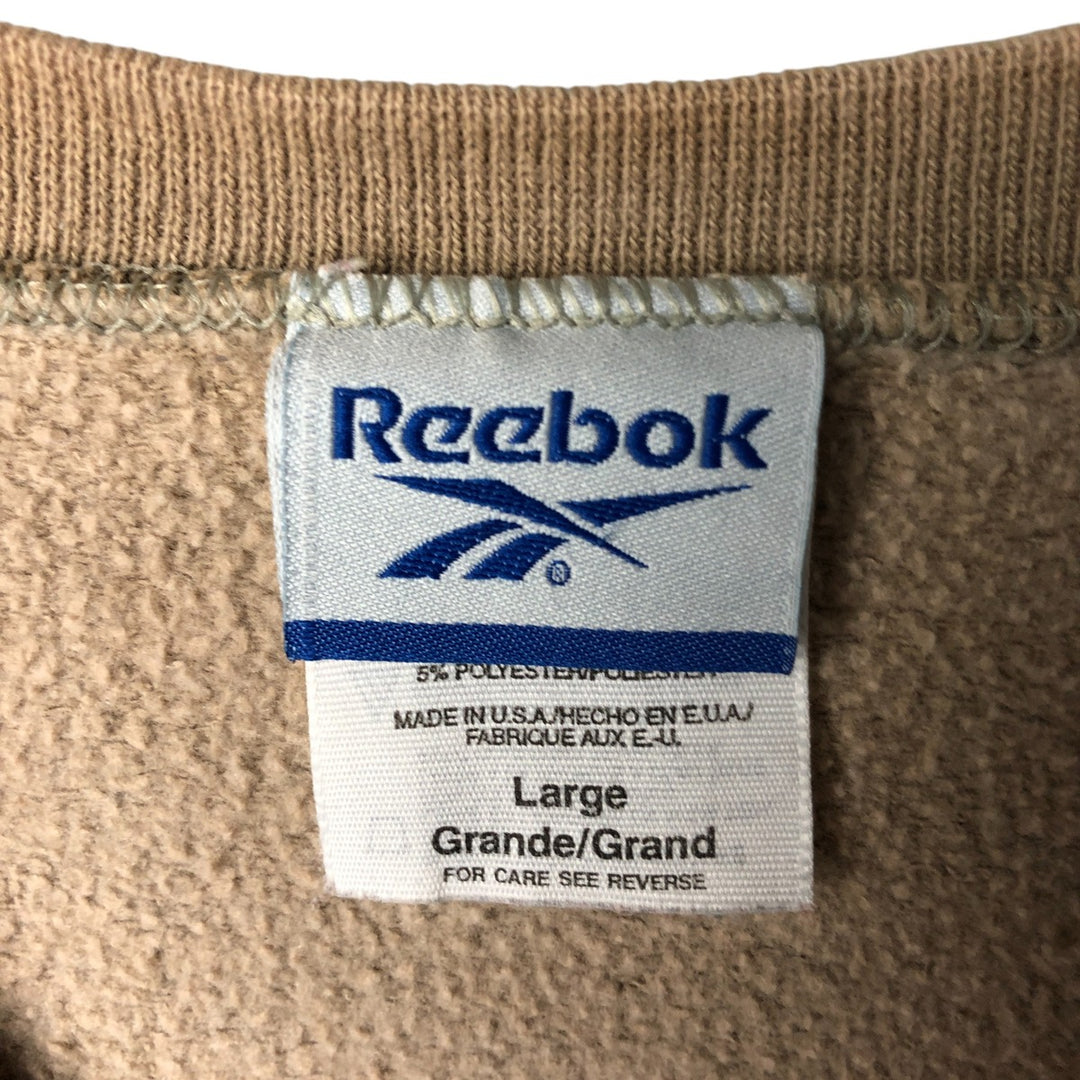 Reebok
®
5% POLYESTER/POLIESTER
MADE IN U.S.A./HECHO EN E.U.A./
FABRIQUE AUX E.-U.
Large
Grande/Grand
FOR CARE SEE REVERSE